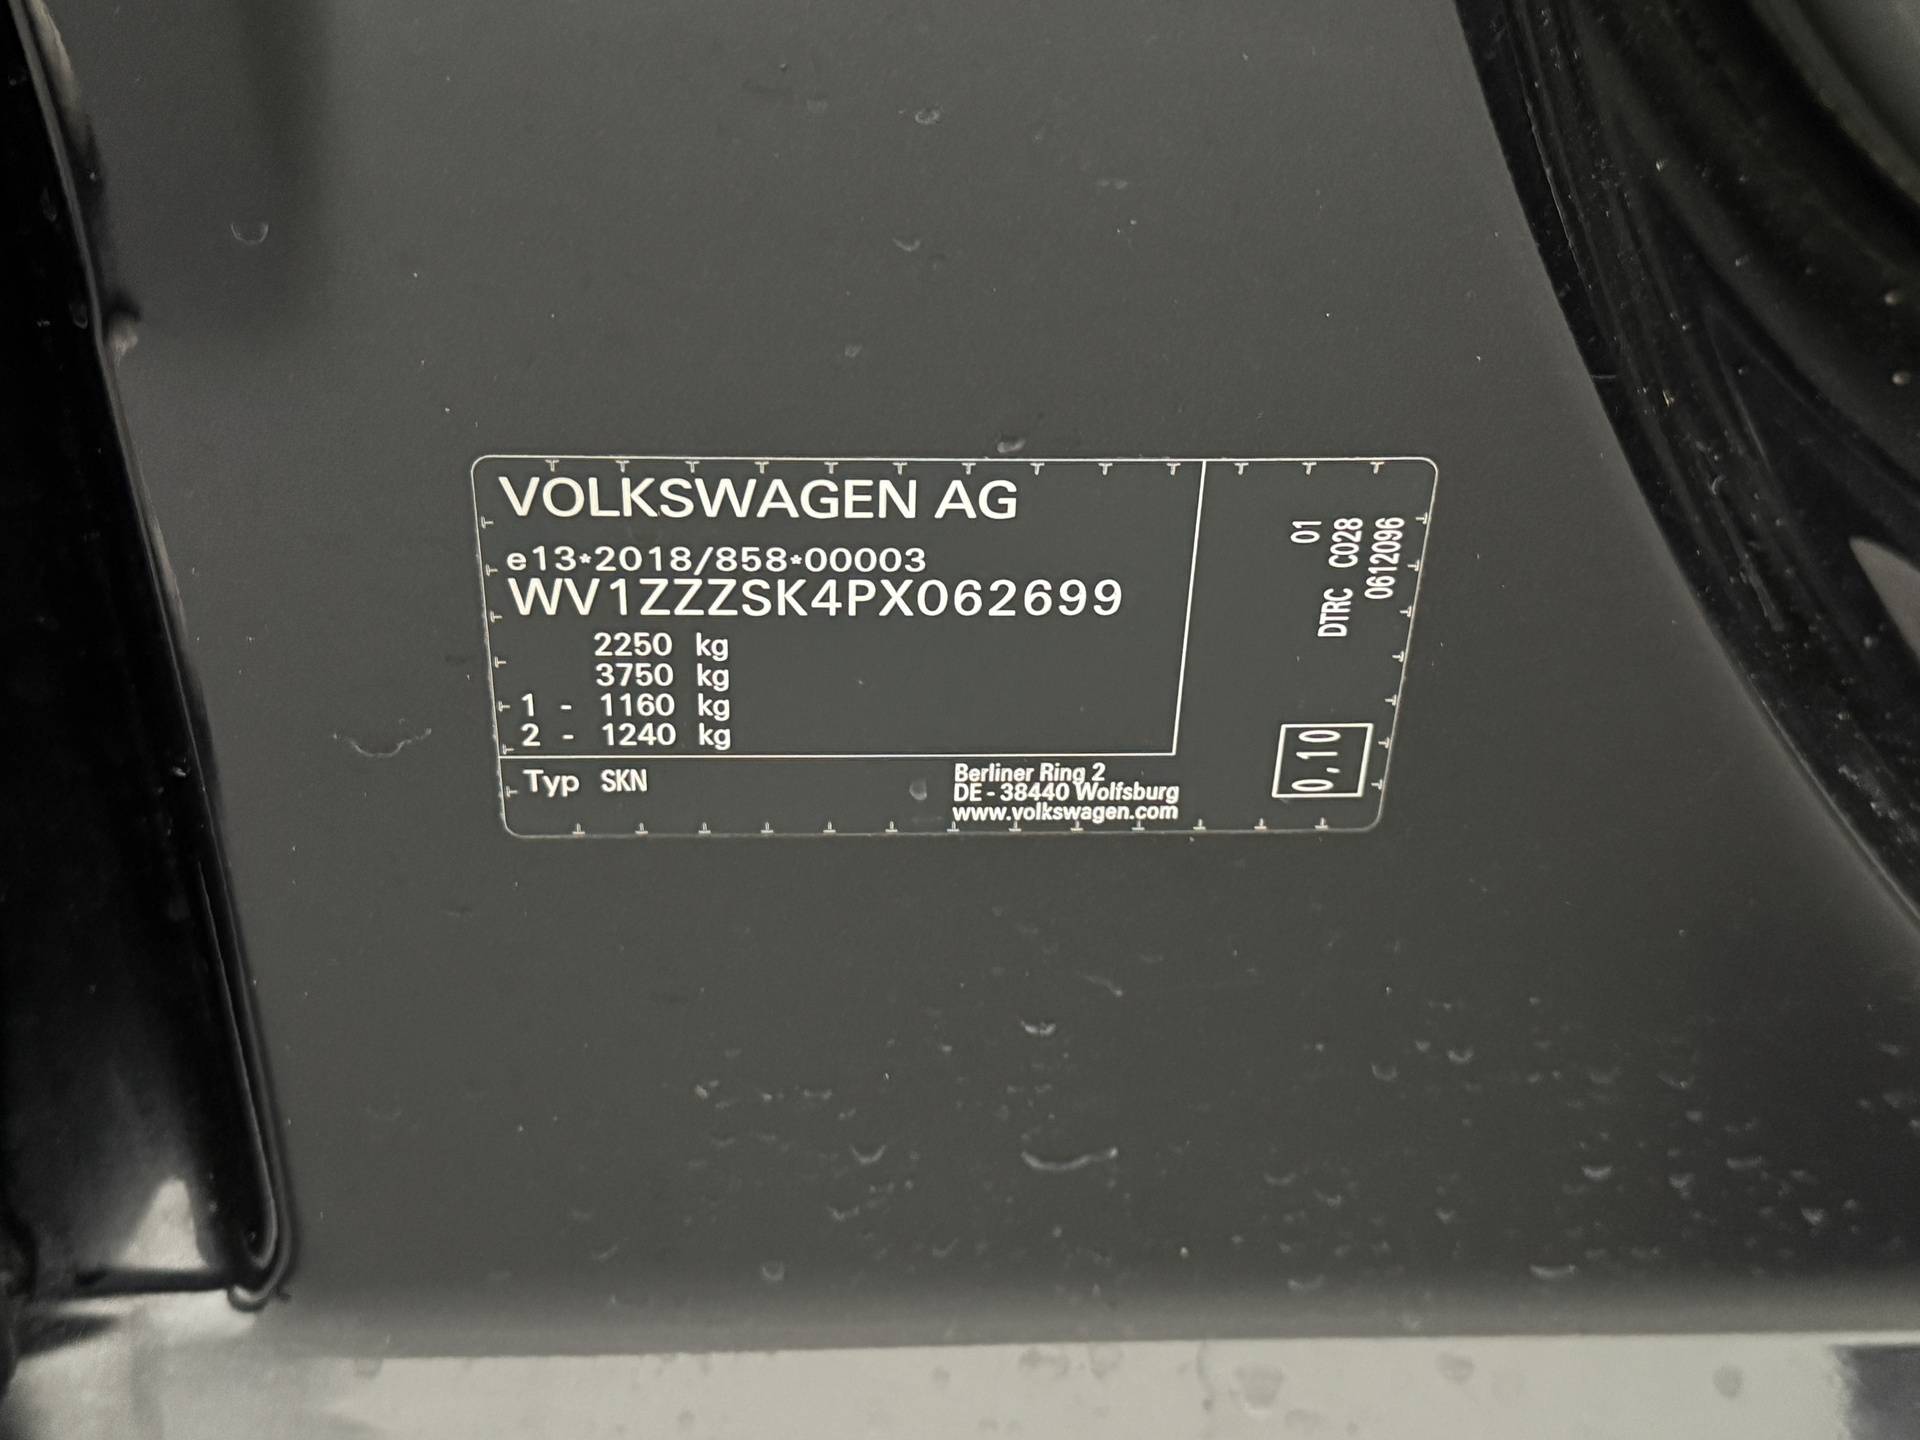 VOLKSWAGEN AG
e13*2018/858*00003
WV1ZZZSK4PX062699
2250 kg
3750 kg
1 - 1160 kg
2 - 1240 kg
Typ SKN
Berliner Ring 2
DE - 38440 Wolfsburg
www.volkswagen.com
01
DTRC C028
0612096
0,10